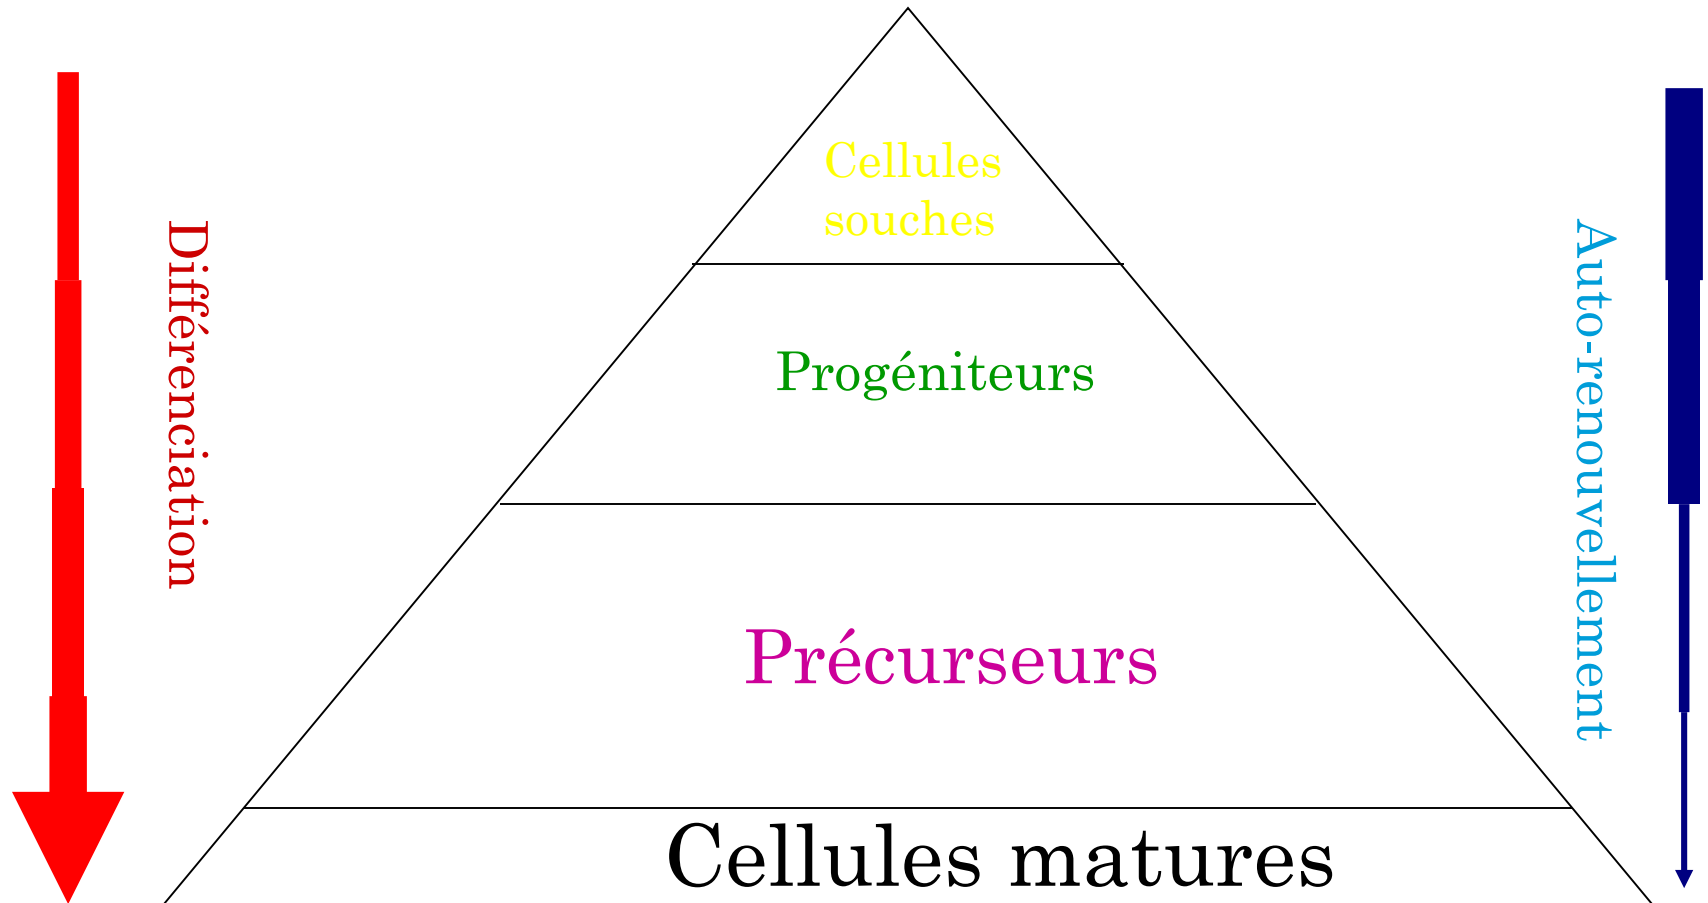 Cellules
souches
Différenciation
Auto-renouvellement
Progéniteurs
Précurseurs
Cellules matures